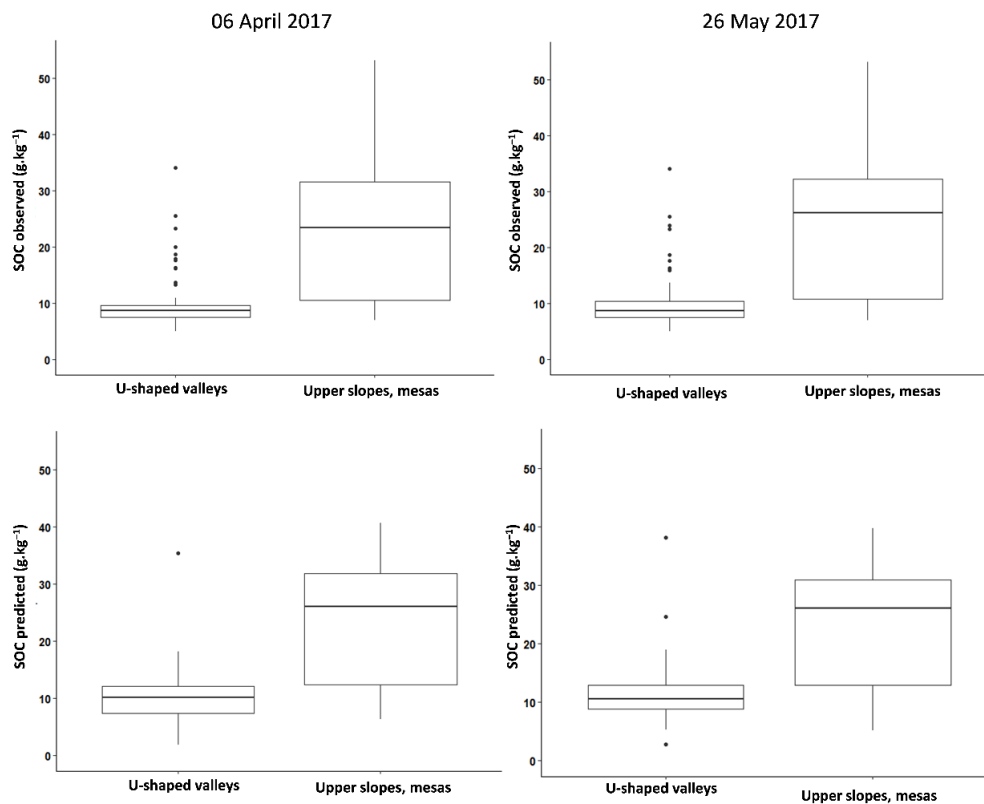 06 April 2017
26 May 2017
SOC observed (g.kg⁻¹)
50
40
30
20
10
0
U-shaped valleys
Upper slopes, mesas
SOC observed (g.kg⁻¹)
50
40
30
20
10
0
U-shaped valleys
Upper slopes, mesas
SOC predicted (g.kg⁻¹)
50
40
30
20
10
0
U-shaped valleys
Upper slopes, mesas
SOC predicted (g.kg⁻¹)
50
40
30
20
10
0
U-shaped valleys
Upper slopes, mesas